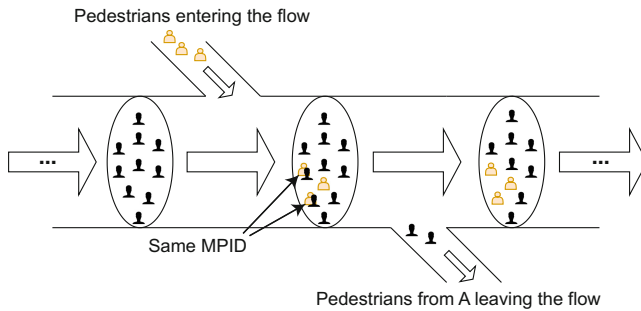 Pedestrians entering the flow
...
...
Same MPID
Pedestrians from A leaving the flow